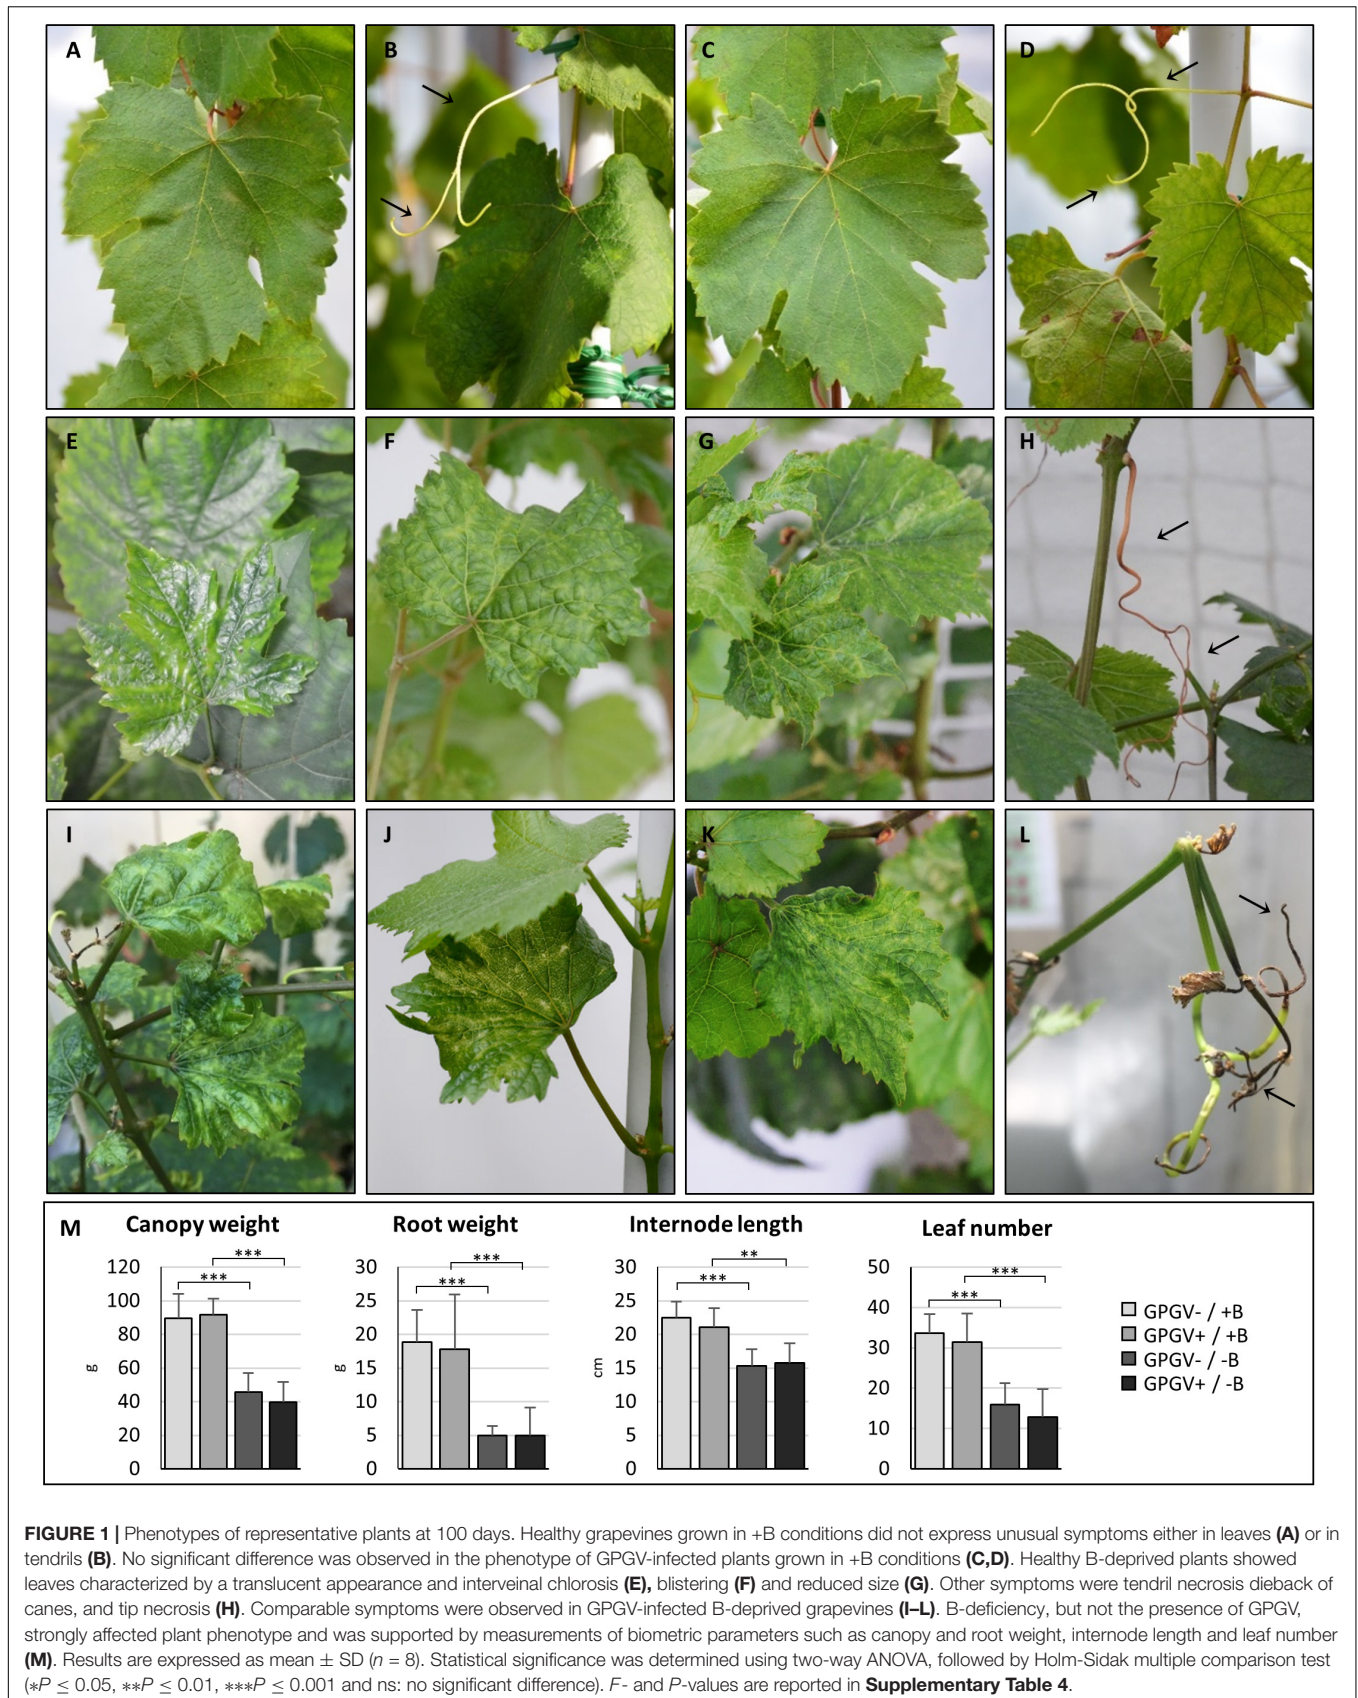 A
B
C
D
E
F
G
H
I
J
K
L
M
Canopy weight
Root weight
Internode length
Leaf number
*** ***
*** ***
*** **
*** ***
120
100
80
60
40
20
0
g
30
25
20
15
10
5
0
g
30
25
20
15
10
5
0
cm
50
40
30
20
10
0
GPGV- / +B
GPGV+ / +B
GPGV- / -B
GPGV+ / -B
FIGURE 1 | Phenotypes of representative plants at 100 days. Healthy grapevines grown in +B conditions did not express unusual symptoms either in leaves (A) or in
tendrils (B). No significant difference was observed in the phenotype of GPGV-infected plants grown in +B conditions (C,D). Healthy B-deprived plants showed
leaves characterized by a translucent appearance and interveinal chlorosis (E), blistering (F) and reduced size (G). Other symptoms were tendril necrosis dieback of
canes, and tip necrosis (H). Comparable symptoms were observed in GPGV-infected B-deprived grapevines (I–L). B-deficiency, but not the presence of GPGV,
strongly affected plant phenotype and was supported by measurements of biometric parameters such as canopy and root weight, internode length and leaf number
(M). Results are expressed as mean ± SD (n = 8). Statistical significance was determined using two-way ANOVA, followed by Holm-Sidak multiple comparison test
(*P ≤ 0.05, **P ≤ 0.01, ***P ≤ 0.001 and ns: no significant difference). F- and P-values are reported in Supplementary Table 4.